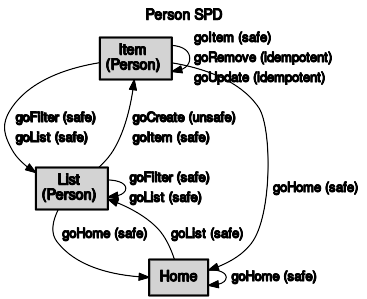 Person SPD
Item
(Person)
goItem (safe)
goRemove (idempotent)
goUpdate (idempotent)
goFilter (safe)
goList (safe)
goCreate (unsafe)
goItem (safe)
List
(Person)
goFilter (safe)
goList (safe)
goHome (safe)
goHome (safe)
goList (safe)
Home
goHome (safe)